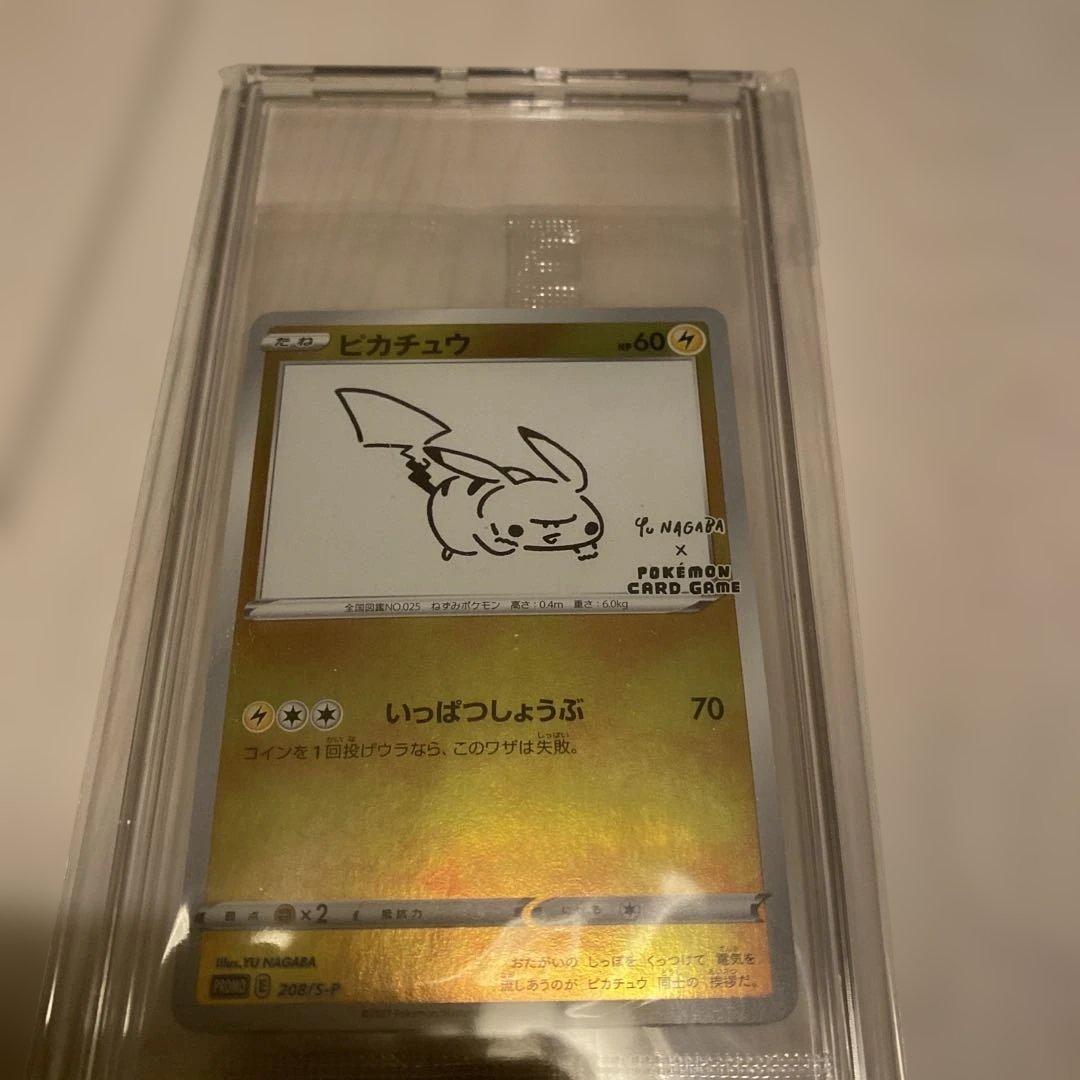 たね ピカチュウ HP60
YU NAGABA
×
POKÉMON
CARD GAME
全国図鑑NO.025 ねずみポケモン 高さ:0.4m 重さ:6.0kg
いっぱつしょうぶ 70
コインを1回投げウラなら、このワザは失敗。
弱点 ×2 抵抗力 にげる
Illus.YU NAGABA
おたがいの しっぽを くっつけて 電気を
流しあうのが ピカチュウ 同士の 挨拶だ。
PROMO E 208/S-P